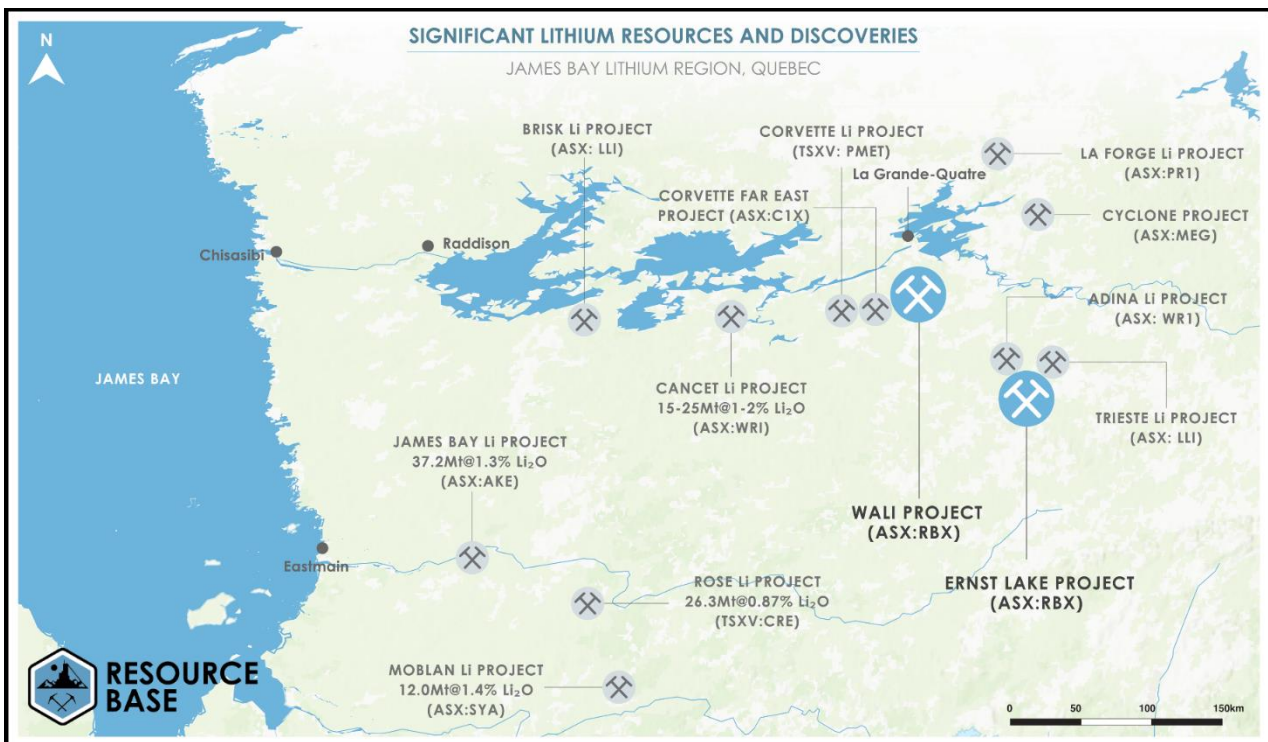 SIGNIFICANT LITHIUM RESOURCES AND DISCOVERIES
JAMES BAY LITHIUM REGION, QUEBEC
N
BRISK Li PROJECT
(ASX: LLI)
CORVETTE Li PROJECT
(TSXV: PMET)
La Grande-Quatre
LA FORGE Li PROJECT
(ASX:PR1)
CORVETTE FAR EAST
PROJECT (ASX:C1X)
CYCLONE PROJECT
(ASX:MEG)
Chisasibi
Raddison
ADINA Li PROJECT
(ASX: WR1)
JAMES BAY
CANCET Li PROJECT
15-25Mt@1-2% Li₂O
(ASX:WRI)
TRIESTE Li PROJECT
(ASX: LLI)
JAMES BAY Li PROJECT
37.2Mt@1.3% Li₂O
(ASX:AKE)
WALI PROJECT
(ASX:RBX)
Eastmain
ROSE Li PROJECT
26.3Mt@0.87% Li₂O
(TSXV:CRE)
ERNST LAKE PROJECT
(ASX:RBX)
MOBLAN Li PROJECT
12.0Mt@1.4% Li₂O
(ASX:SYA)
RESOURCE
BASE
0 50 100 150km